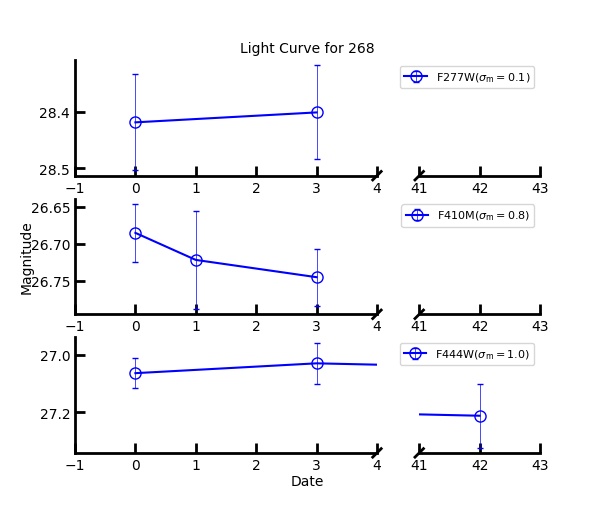 Light Curve for 268
F277W(σm = 0.1)
28.4
28.5
−1 0 1 2 3 4 41 42 43
F410M(σm = 0.8)
26.65
26.70
26.75
Magnitude
−1 0 1 2 3 4 41 42 43
F444W(σm = 1.0)
27.0
27.2
−1 0 1 2 3 4 41 42 43
Date